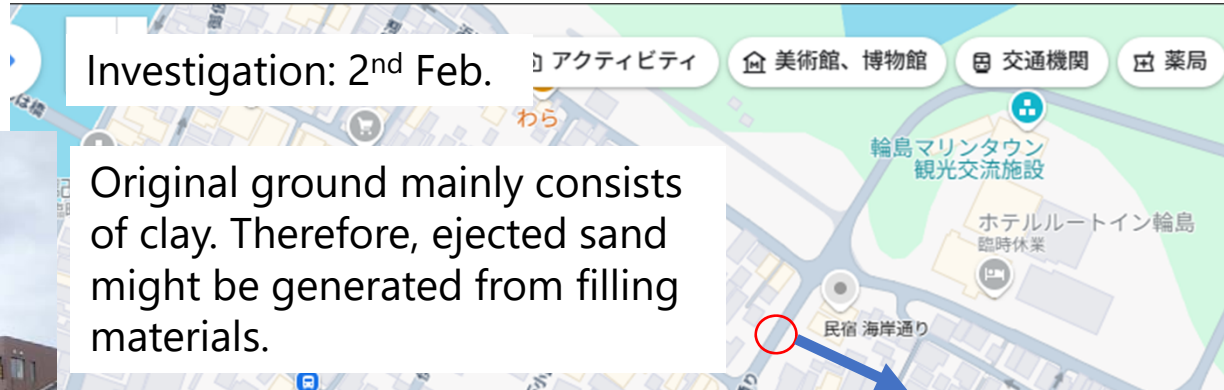 Investigation: 2nd Feb.
アクティビティ
美術館、博物館
交通機関
薬局
わら
輪島マリンタウン
観光交流施設
Original ground mainly consists
of clay. Therefore, ejected sand
might be generated from filling
materials.
ホテルルートイン輪島
臨時休業
民宿 海岸通り